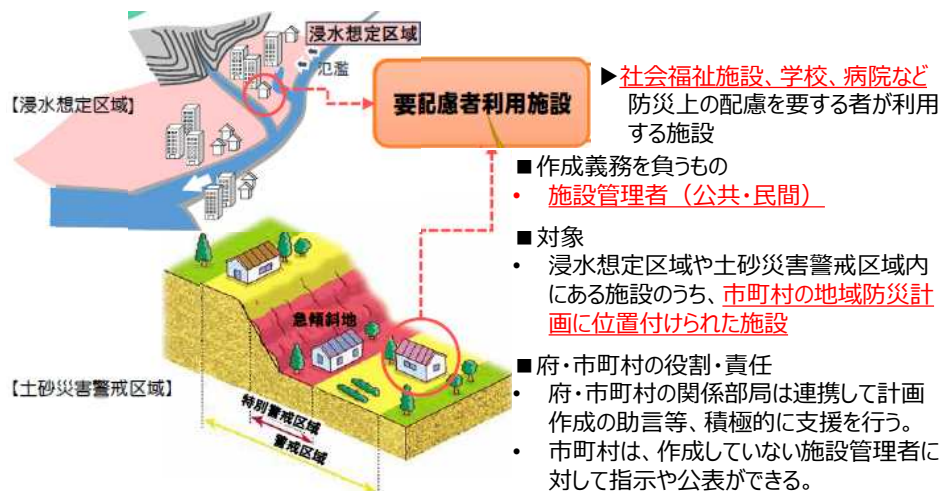 浸水想定区域
氾濫
【浸水想定区域】
要配慮者利用施設
▶社会福祉施設、学校、病院など
防災上の配慮を要する者が利用
する施設
■作成義務を負うもの
• 施設管理者（公共・民間）
■対象
• 浸水想定区域や土砂災害警戒区域内
にある施設のうち、市町村の地域防災計
画に位置付けられた施設
急傾斜地
【土砂災害警戒区域】
特別警戒区域
警戒区域
■府・市町村の役割・責任
• 府・市町村の関係部局は連携して計画
作成の助言等、積極的に支援を行う。
• 市町村は、作成していない施設管理者に
対して指示や公表ができる。